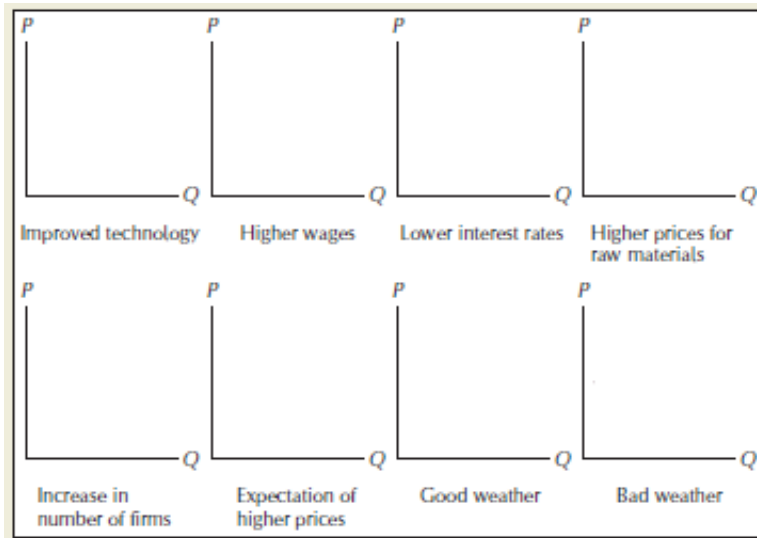 P P P P
Q Q Q Q
Improved technology Higher wages Lower interest rates Higher prices for
raw materials
P P P P
Q Q Q Q
Increase in Expectation of Good weather Bad weather
number of firms higher prices